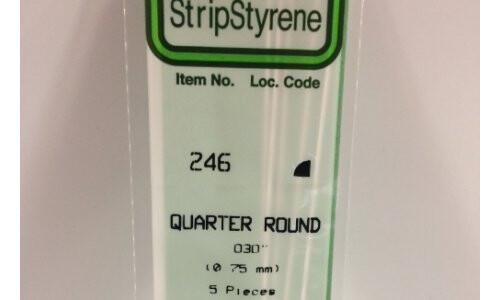 StripStyrene
Item No. Loc. Code
246
QUARTER ROUND
.030"
(0.75 mm)
5 Pieces